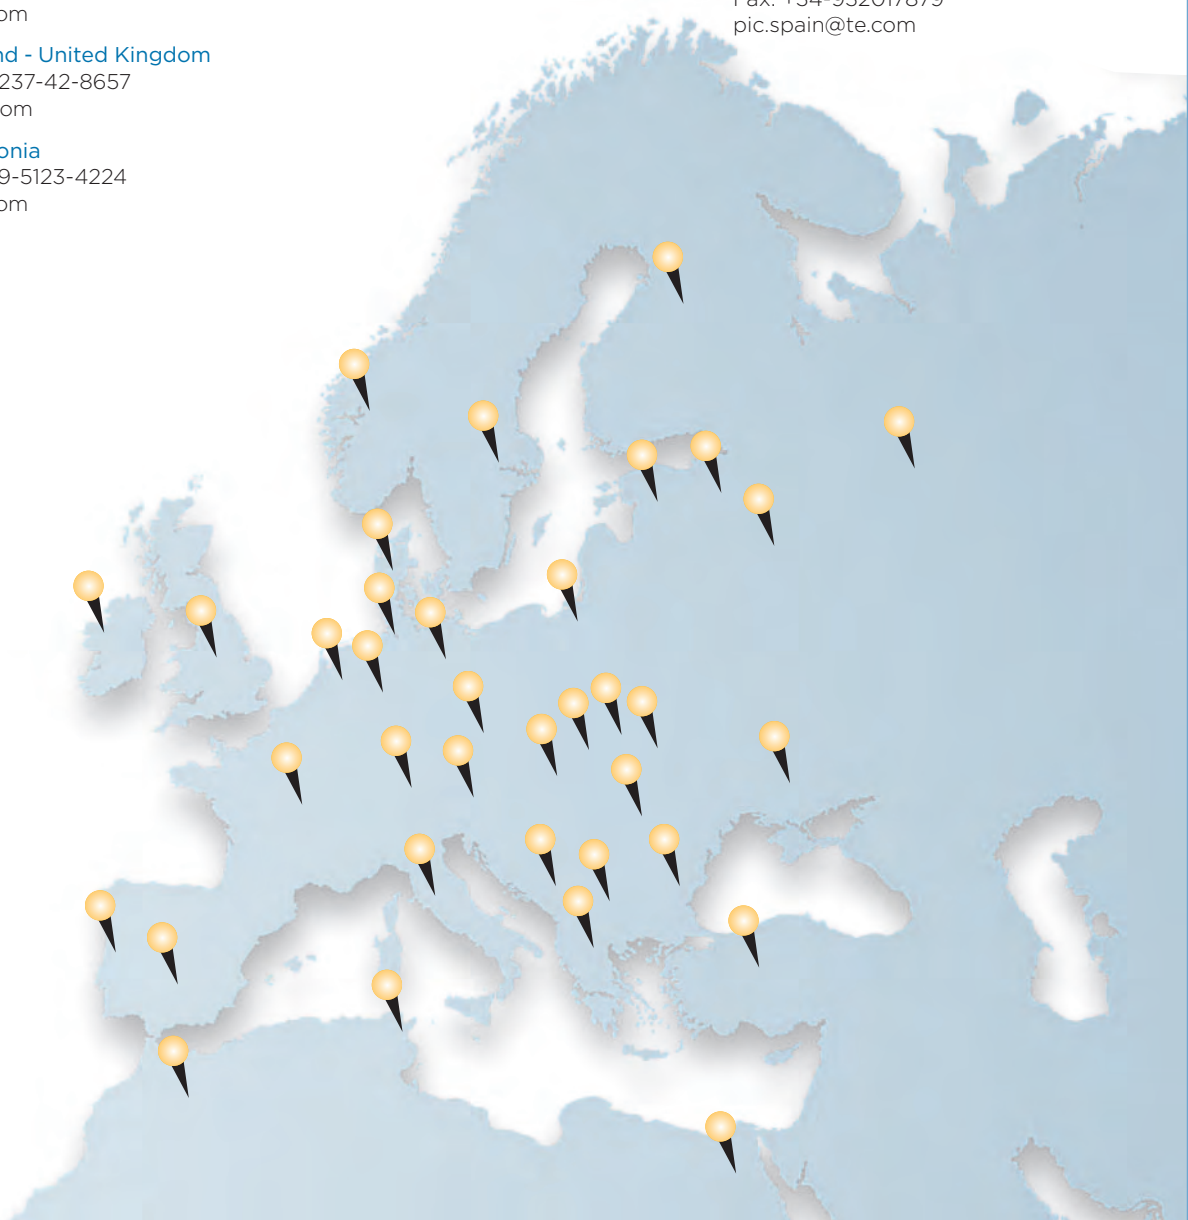 om
nd - United Kingdom
237-42-8657
om
onia
9-5123-4224
om
pic.spain@te.com